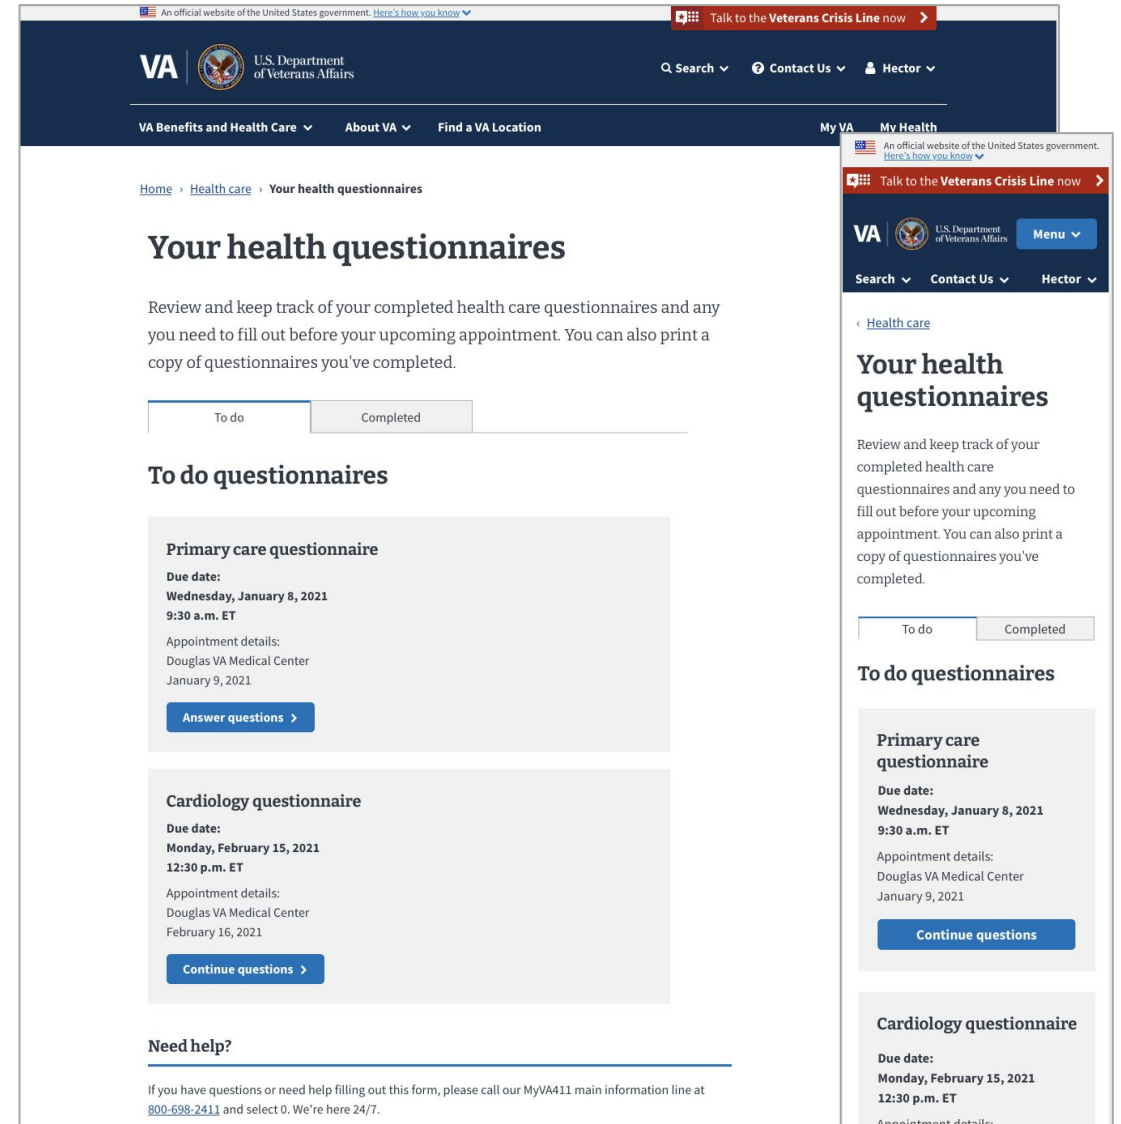 An official website of the United States government. Here's how you know
Talk to the Veterans Crisis Line now
VA
U.S. Department
of Veterans Affairs
Search
Contact Us
Hector
VA Benefits and Health Care
About VA
Find a VA Location
My VA
My Health
Home › Health care › Your health questionnaires
Your health questionnaires
Review and keep track of your completed health care questionnaires and any
you need to fill out before your upcoming appointment. You can also print a
copy of questionnaires you've completed.
To do
Completed
To do questionnaires
Primary care questionnaire
Due date:
Wednesday, January 8, 2021
9:30 a.m. ET
Appointment details:
Douglas VA Medical Center
January 9, 2021
Answer questions
Cardiology questionnaire
Due date:
Monday, February 15, 2021
12:30 p.m. ET
Appointment details:
Douglas VA Medical Center
February 16, 2021
Continue questions
Need help?
If you have questions or need help filling out this form, please call our MyVA411 main information line at
800-698-2411 and select 0. We're here 24/7.
An official website of the United States government.
Here's how you know
Talk to the Veterans Crisis Line now
VA
U.S. Department
of Veterans Affairs
Menu
Search
Contact Us
Hector
‹ Health care
Your health
questionnaires
Review and keep track of your
completed health care
questionnaires and any you need to
fill out before your upcoming
appointment. You can also print a
copy of questionnaires you've
completed.
To do
Completed
To do questionnaires
Primary care
questionnaire
Due date:
Wednesday, January 8, 2021
9:30 a.m. ET
Appointment details:
Douglas VA Medical Center
January 9, 2021
Continue questions
Cardiology questionnaire
Due date:
Monday, February 15, 2021
12:30 p.m. ET
Appointment details: